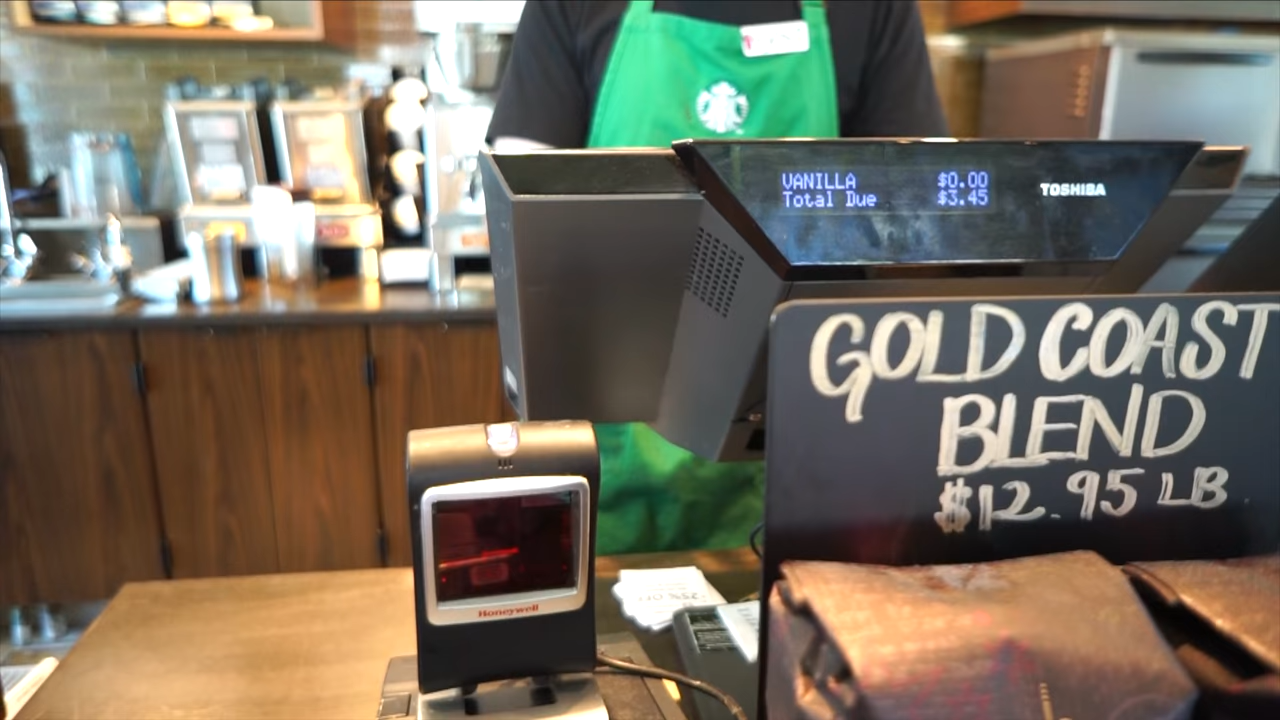 VANILLA $0.00
Total Due $3.45
TOSHIBA
GOLD COAST
BLEND
$12.95 LB
Honeywell